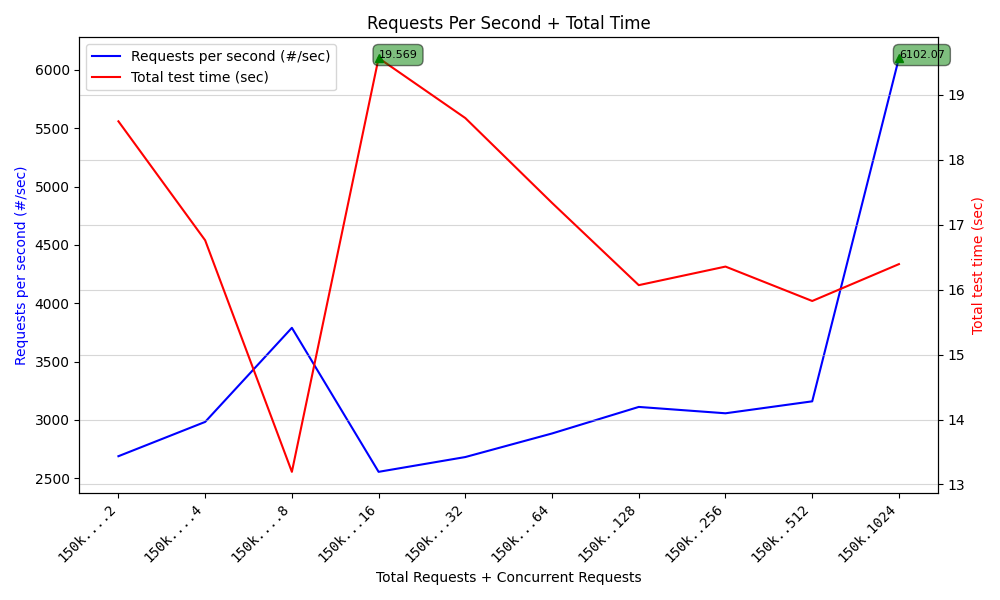 Requests Per Second + Total Time
Requests per second (#/sec)
Total test time (sec)
19.569
6102.07
6000
5500
5000
4500
4000
3500
3000
2500
Requests per second (#/sec)
19
18
17
16
15
14
13
Total test time (sec)
150k....2
150k....4
150k....8
150k...16
150k...32
150k...64
150k..128
150k..256
150k..512
150k.1024
Total Requests + Concurrent Requests